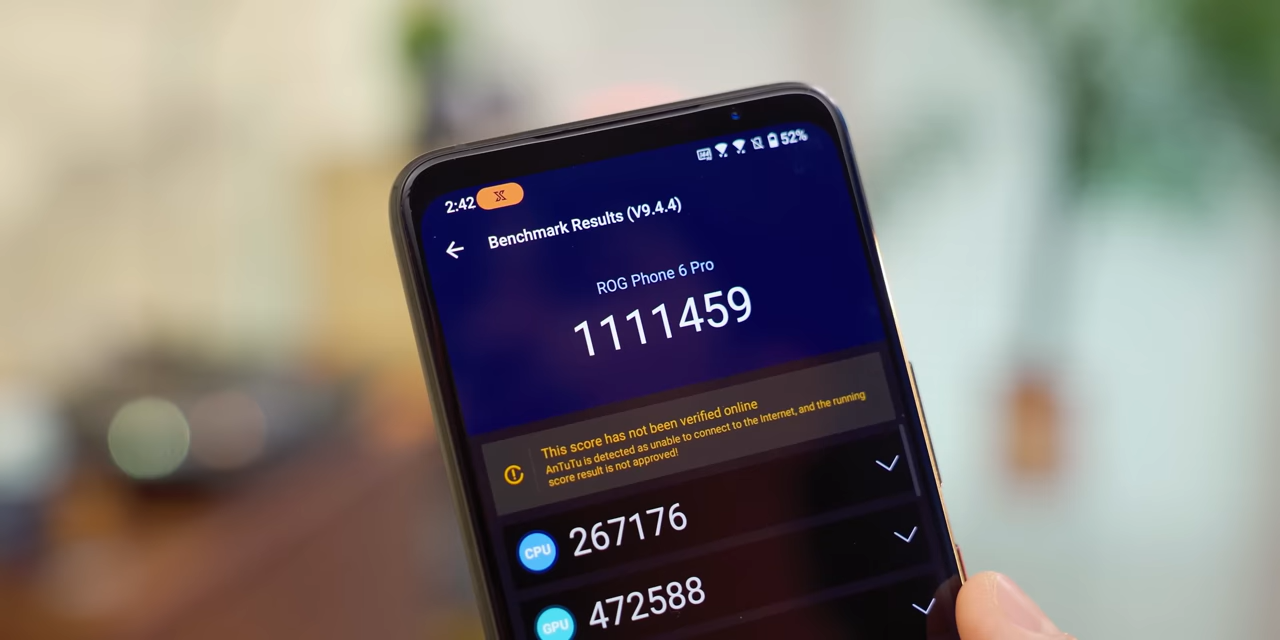 2:42 52%
Benchmark Results (V9.4.4)
ROG Phone 6 Pro
1111459
This score has not been verified online
AnTuTu is detected as unable to connect to the Internet, and the running
score result is not approved!
CPU 267176
GPU 472588